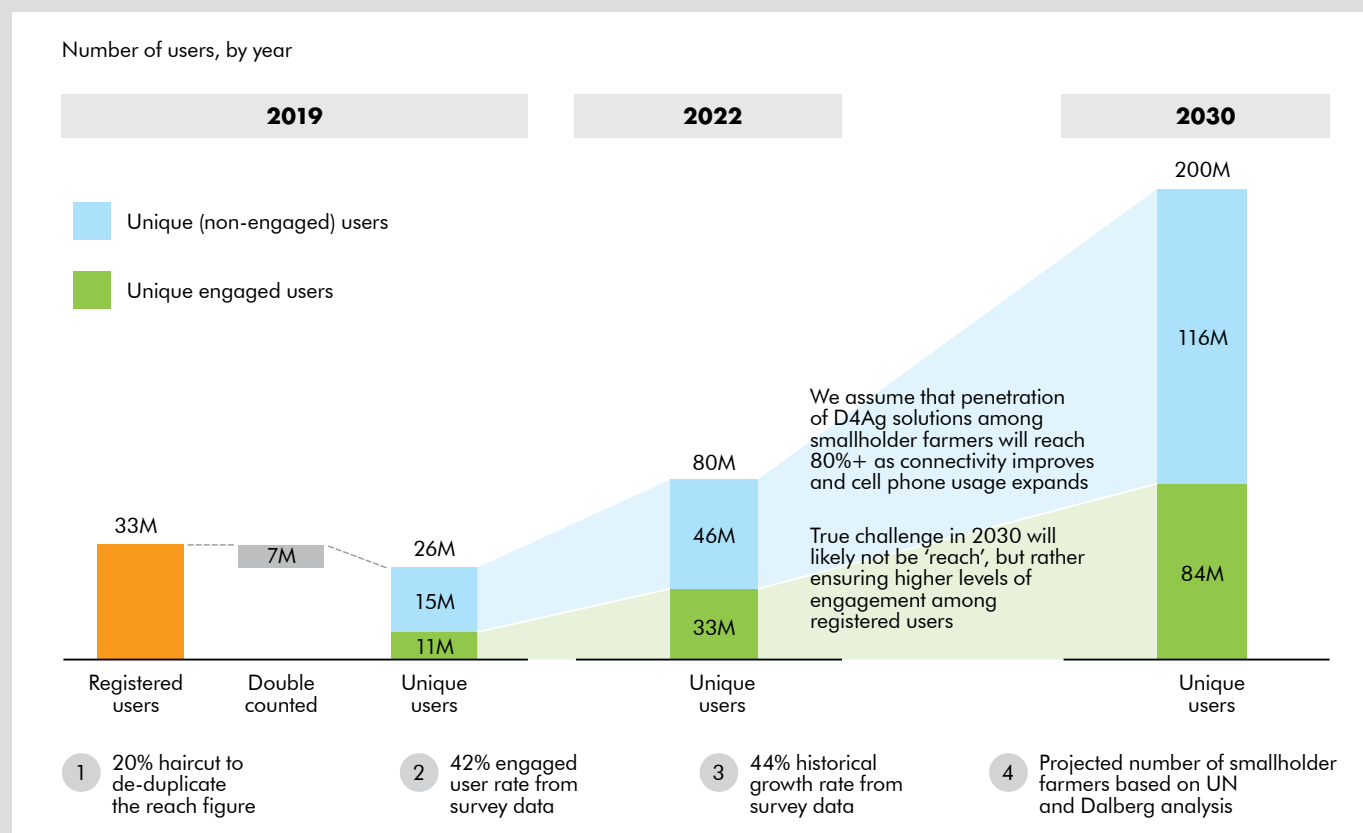 Number of users, by year
2019
2022
2030
Unique (non-engaged) users
Unique engaged users
33M
7M
26M
15M
11M
80M
46M
33M
200M
116M
84M
We assume that penetration
of D4Ag solutions among
smallholder farmers will reach
80%+ as connectivity improves
and cell phone usage expands
True challenge in 2030 will
likely not be ‘reach’, but rather
ensuring higher levels of
engagement among
registered users
Registered
users
Double
counted
Unique
users
Unique
users
Unique
users
1
20% haircut to
de-duplicate
the reach figure
2
42% engaged
user rate from
survey data
3
44% historical
growth rate from
survey data
4
Projected number of smallholder
farmers based on UN
and Dalberg analysis